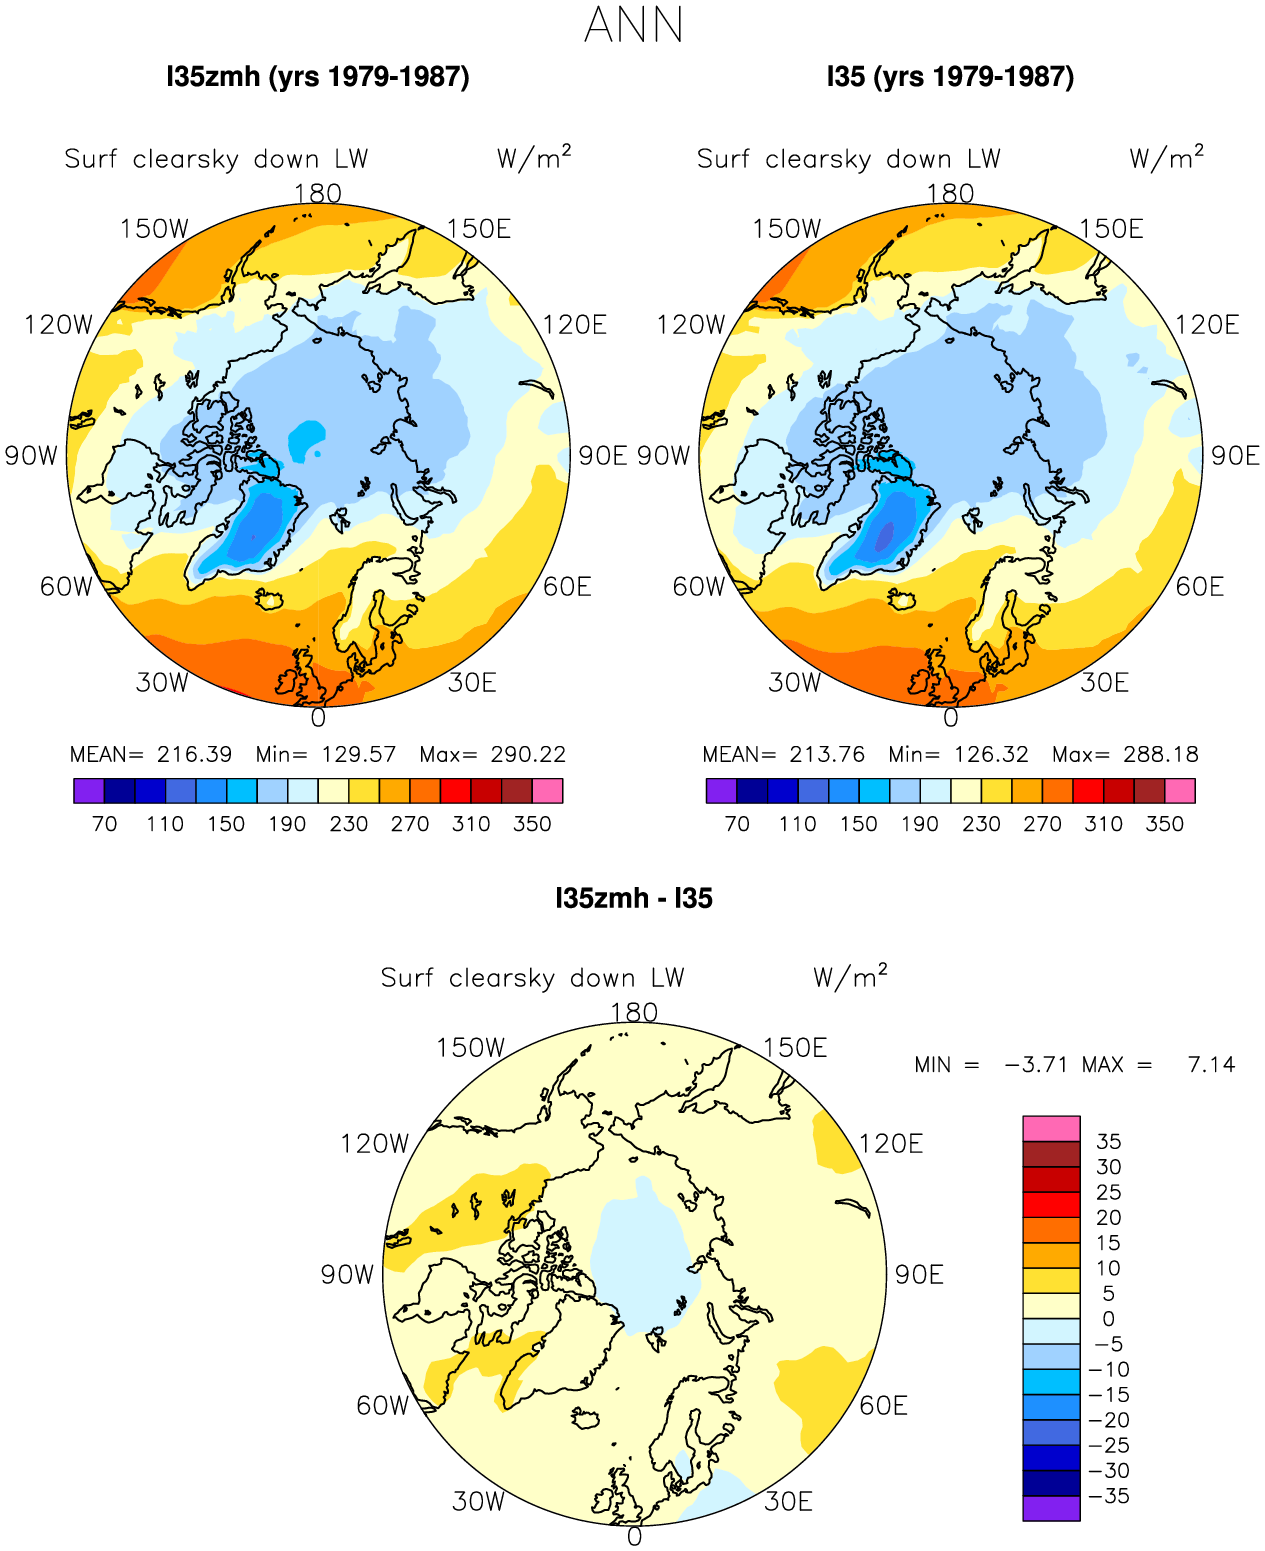 ANN
I35zmh (yrs 1979-1987)
I35 (yrs 1979-1987)
Surf clearsky down LW W/m²
180
150W 150E
120W 120E
90W 90E
60W 60E
30W 30E
0
MEAN= 216.39 Min= 129.57 Max= 290.22
70 110 150 190 230 270 310 350
Surf clearsky down LW W/m²
180
150W 150E
120W 120E
90W 90E
60W 60E
30W 30E
0
MEAN= 213.76 Min= 126.32 Max= 288.18
70 110 150 190 230 270 310 350
I35zmh - I35
Surf clearsky down LW W/m²
180
150W 150E
120W 120E
90W 90E
60W 60E
30W 30E
0
MIN = -3.71 MAX = 7.14
35
30
25
20
15
10
5
0
-5
-10
-15
-20
-25
-30
-35